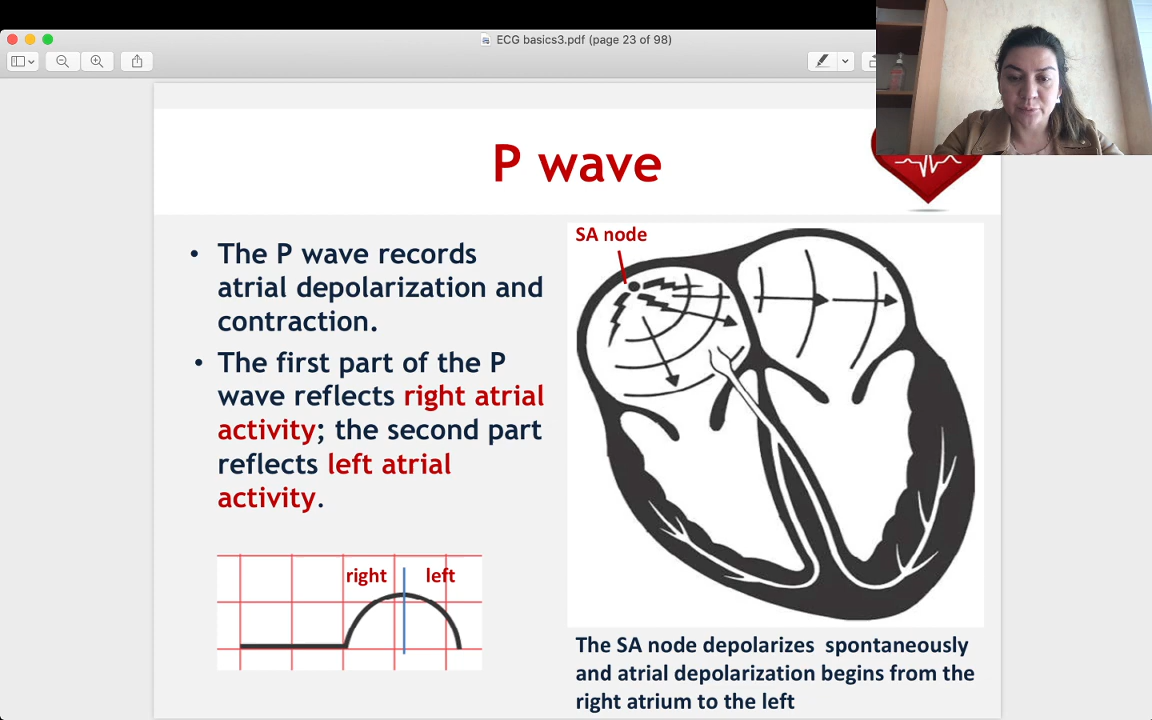 ECG basics3.pdf (page 23 of 98)
P wave
• The P wave records
atrial depolarization and
contraction.
• The first part of the P
wave reflects right atrial
activity; the second part
reflects left atrial
activity.
right left
SA node
The SA node depolarizes spontaneously
and atrial depolarization begins from the
right atrium to the left